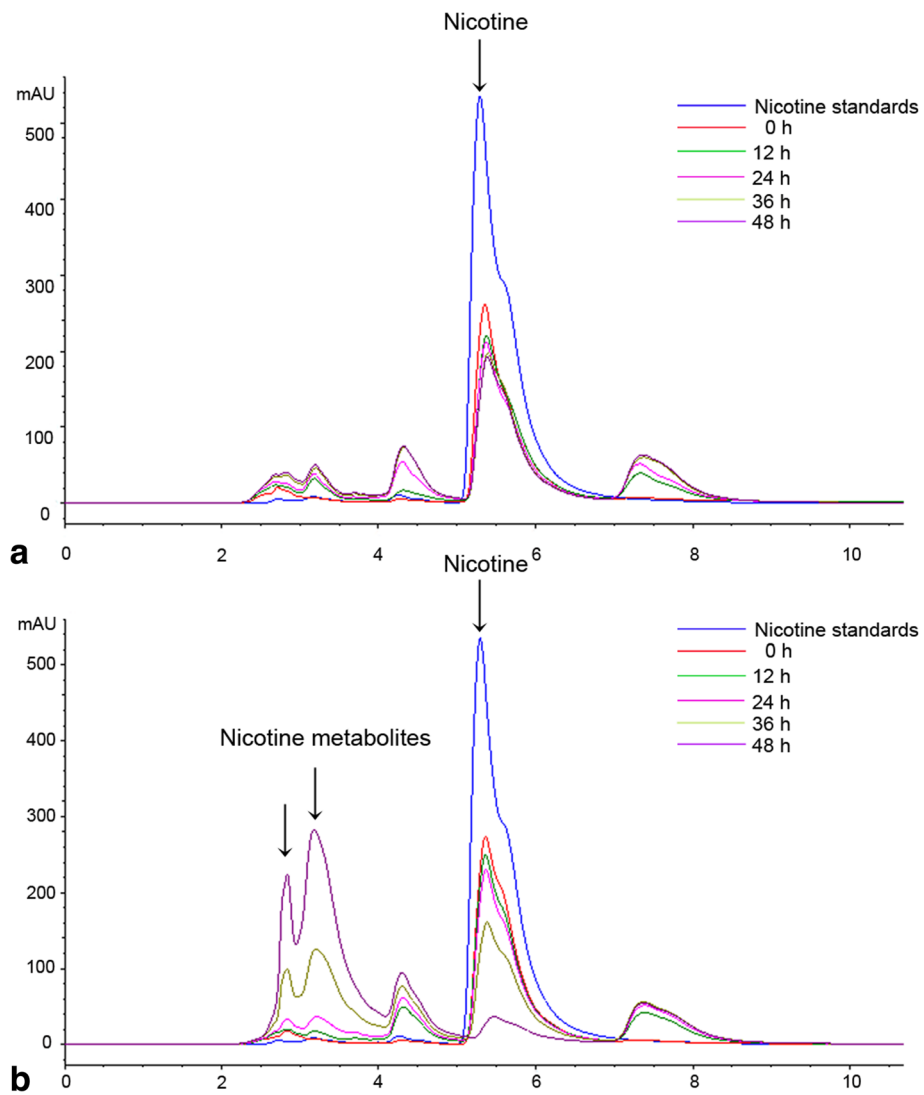 Nicotine
mAU
500
400
300
200
100
0
Nicotine standards
0 h
12 h
24 h
36 h
48 h
a
0 2 4 6 8 10
Nicotine
mAU
500
400
300
200
100
0
Nicotine standards
0 h
12 h
24 h
36 h
48 h
Nicotine metabolites
b
0 2 4 6 8 10